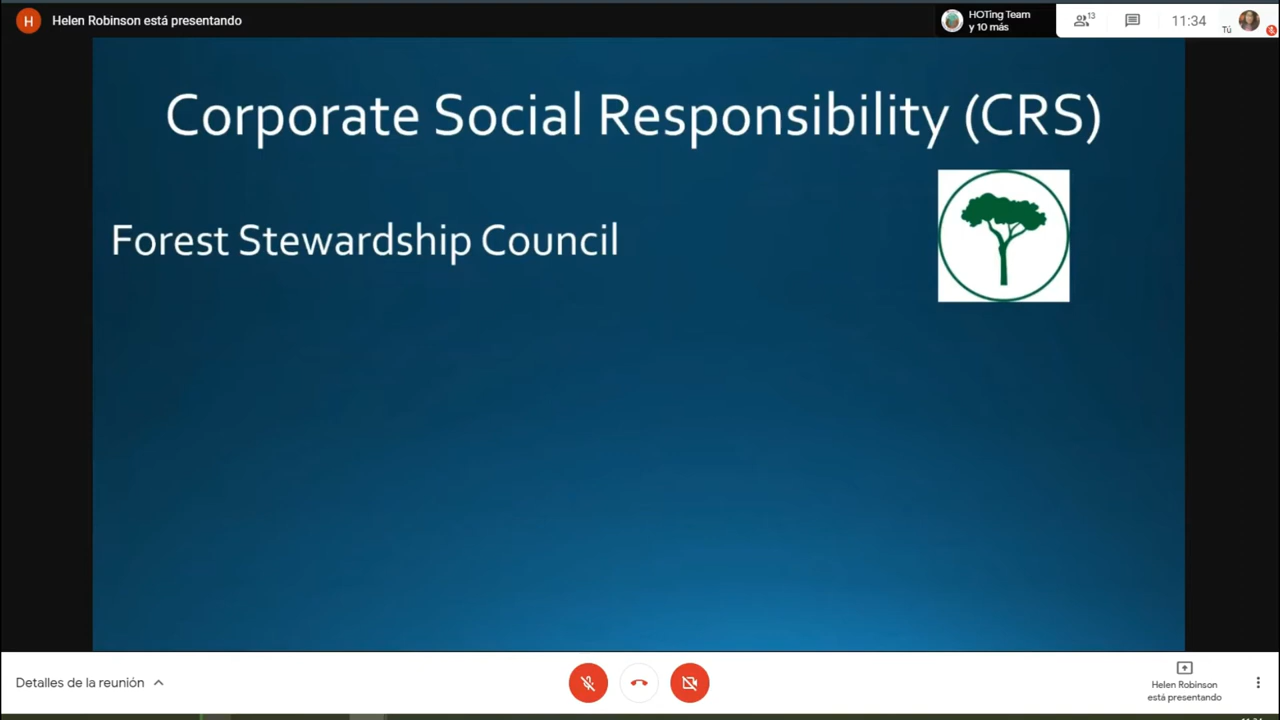 H
Helen Robinson está presentando
HOTing Team
y 10 más
13
11:34
Tú
Corporate Social Responsibility (CRS)
Forest Stewardship Council
Detalles de la reunión
Helen Robinson
está presentando